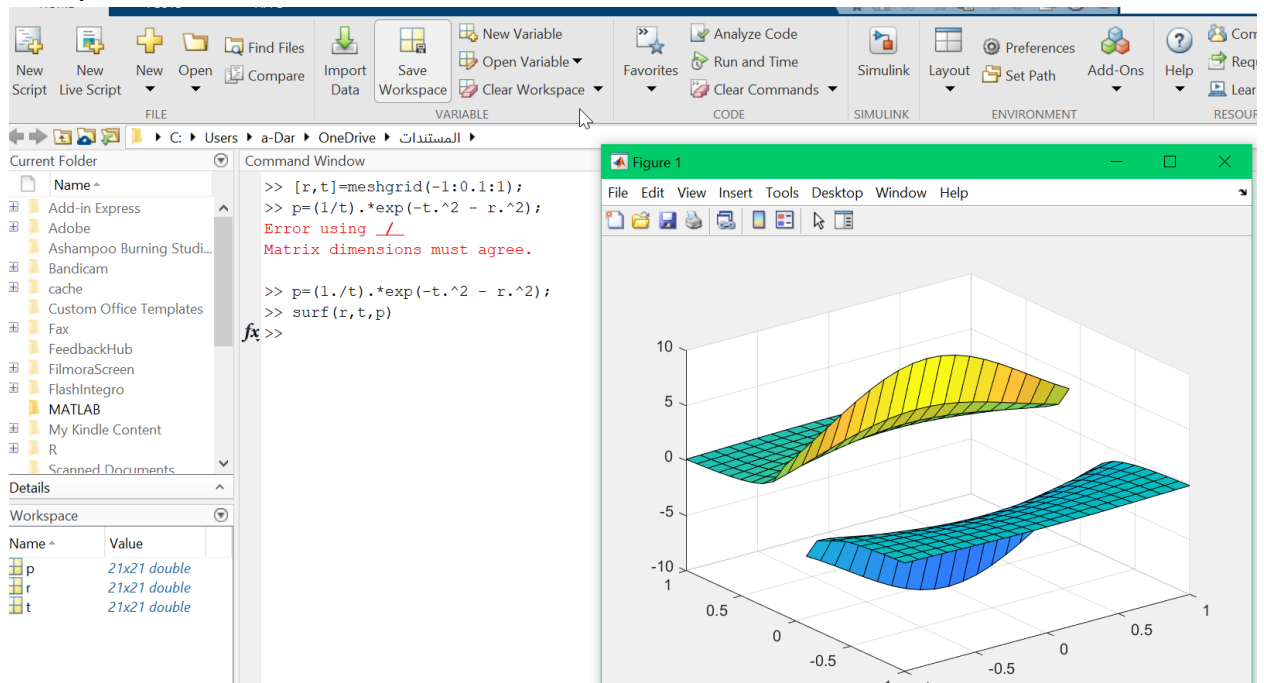 New Script
New Live Script
New
Open
Find Files
Compare
Import Data
Save Workspace
New Variable
Open Variable
Clear Workspace
Favorites
Analyze Code
Run and Time
Clear Commands
Simulink
Layout
Preferences
Set Path
Add-Ons
Help
FILE
VARIABLE
CODE
SIMULINK
ENVIRONMENT
C: Users a-Dar OneDrive المستندات
Current Folder
Name
Add-in Express
Adobe
Ashampoo Burning Studi...
Bandicam
cache
Custom Office Templates
Fax
FeedbackHub
FilmoraScreen
FlashIntegro
MATLAB
My Kindle Content
R
Scanned Documents
Details
Workspace
Name Value
p 21x21 double
r 21x21 double
t 21x21 double
Command Window
>> [r,t]=meshgrid(-1:0.1:1);
>> p=(1/t).*exp(-t.^2 - r.^2);
Error using /
Matrix dimensions must agree.
>> p=(1./t).*exp(-t.^2 - r.^2);
>> surf(r,t,p)
fx >>
Figure 1
File Edit View Insert Tools Desktop Window Help
10
5
0
-5
-10
1
0.5
0
-0.5
-0.5
0
0.5
1